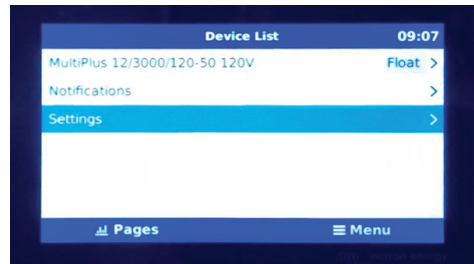 Device List 09:07
MultiPlus 12/3000/120-50 120V Float >
Notifications >
Settings >
Pages Menu